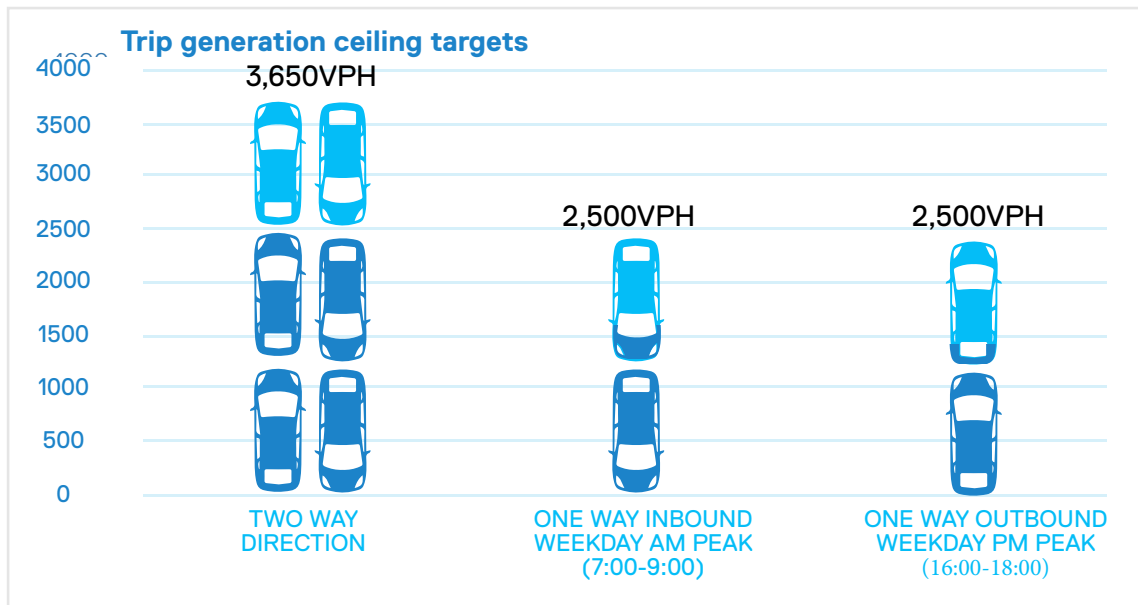 Trip generation ceiling targets
4000
3,650VPH
3500
3000
2500
2,500VPH
2,500VPH
2000
1500
1000
500
0
TWO WAY
DIRECTION
ONE WAY INBOUND
WEEKDAY AM PEAK
(7:00-9:00)
ONE WAY OUTBOUND
WEEKDAY PM PEAK
(16:00-18:00)